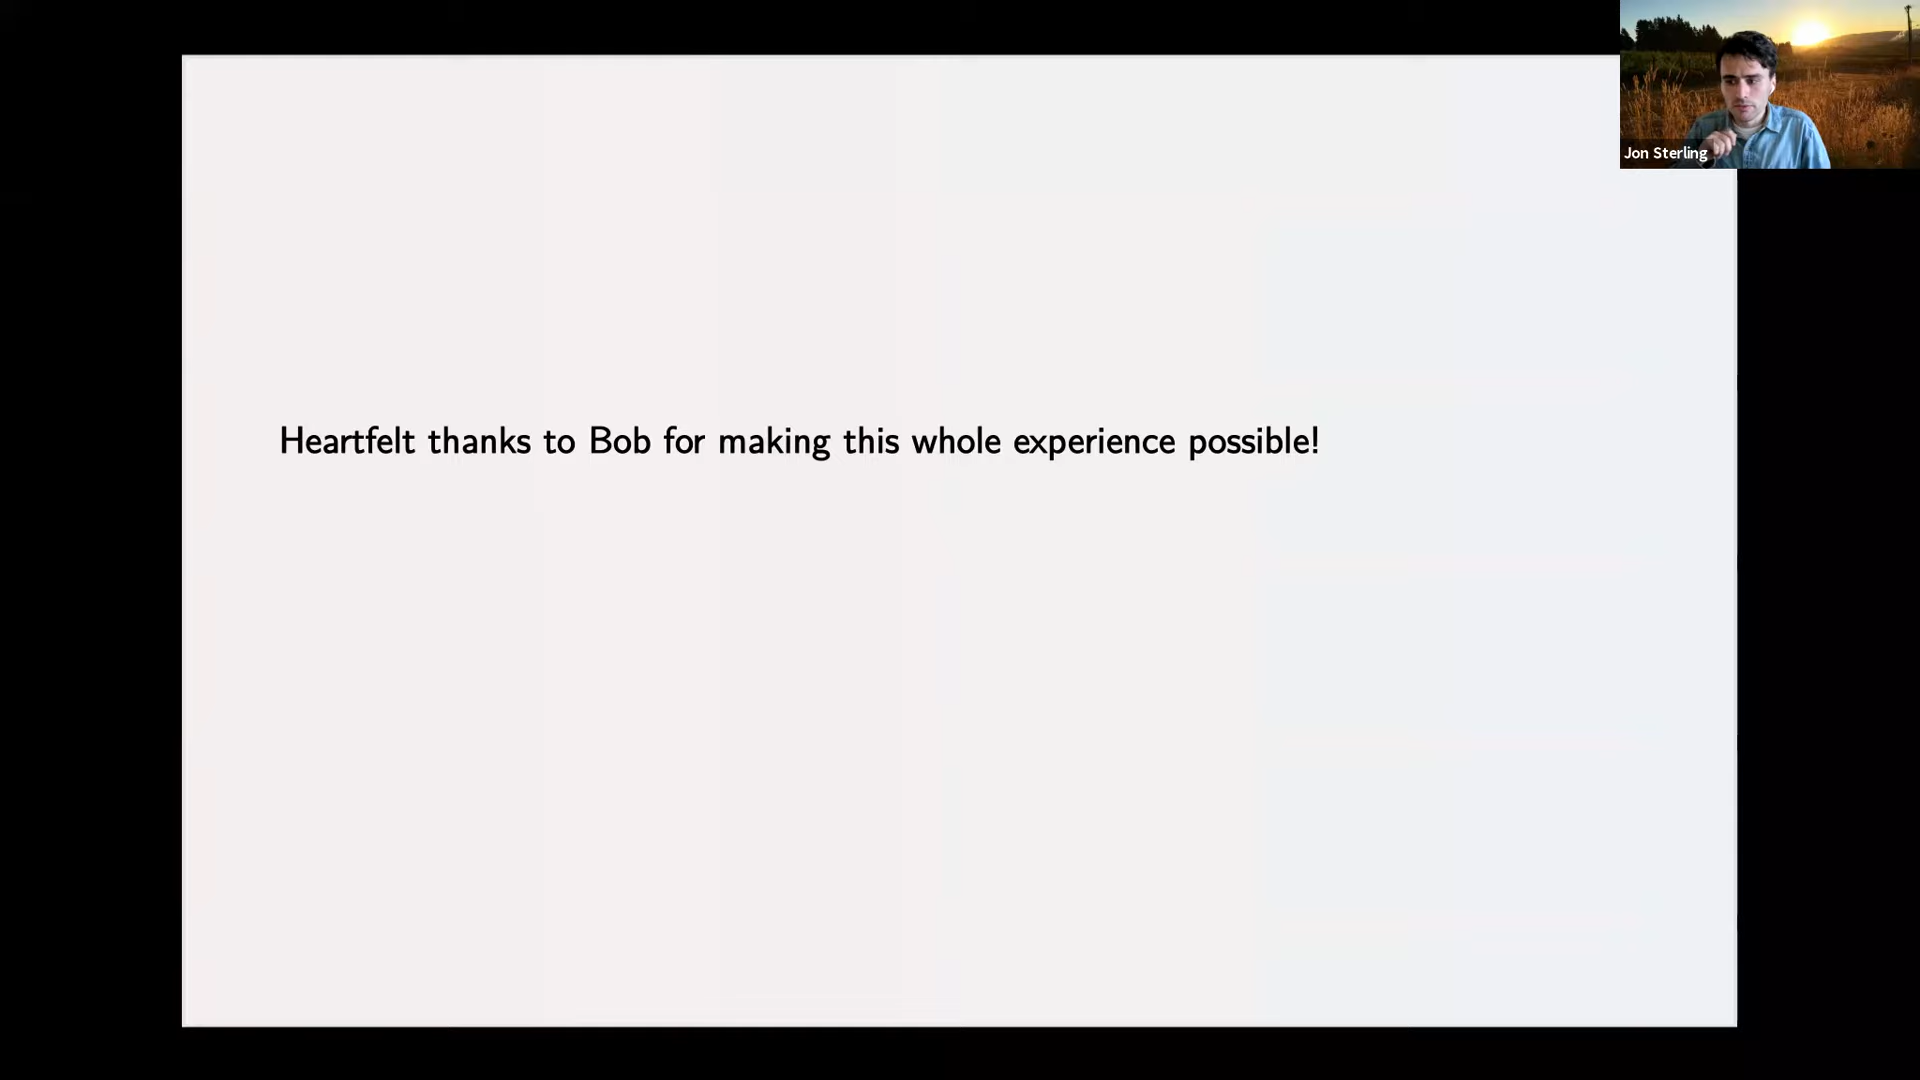 Jon Sterling
Heartfelt thanks to Bob for making this whole experience possible!